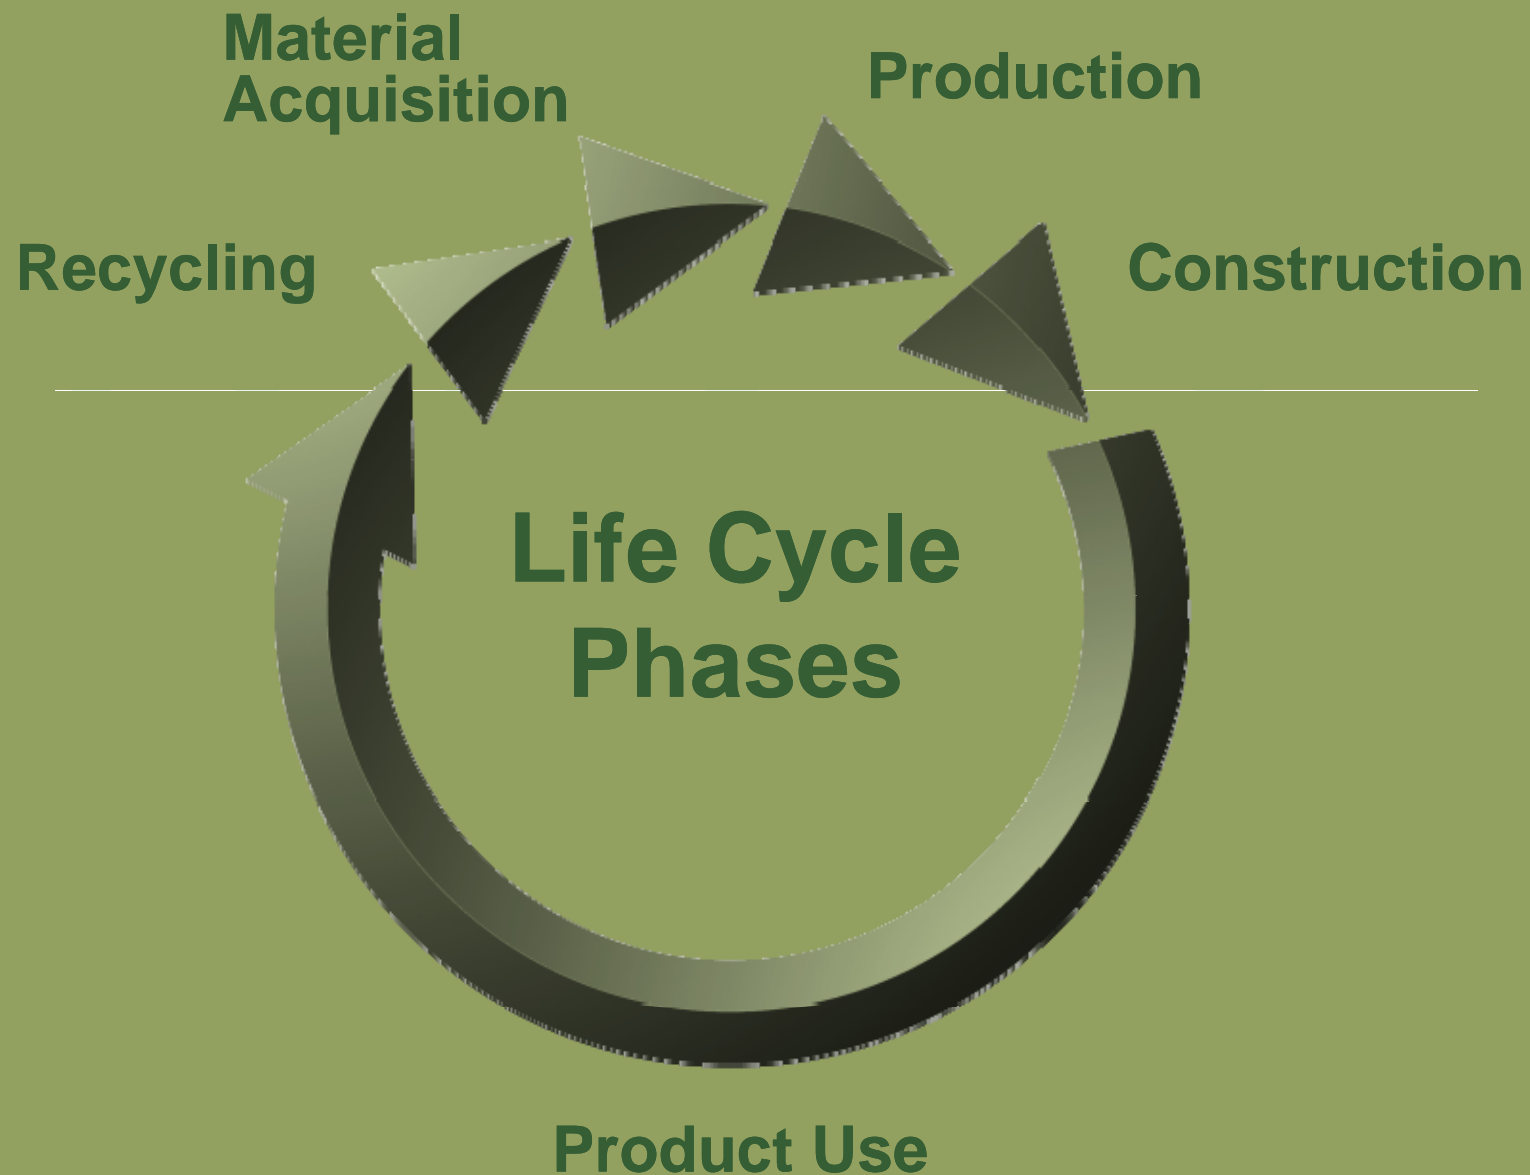 Material
Acquisition
Production
Recycling
Construction
Life Cycle
Phases
Product Use